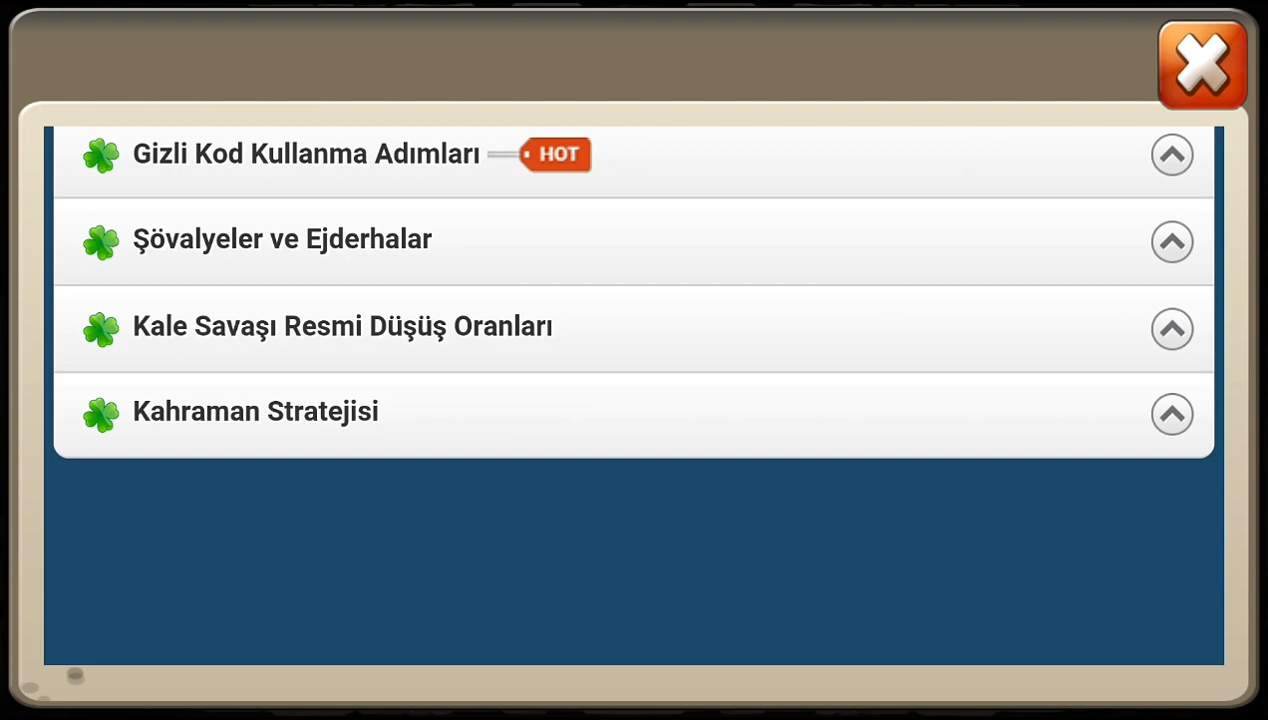 Gizli Kod Kullanma Adımları HOT
Şövalyeler ve Ejderhalar
Kale Savaşı Resmi Düşüş Oranları
Kahraman Stratejisi